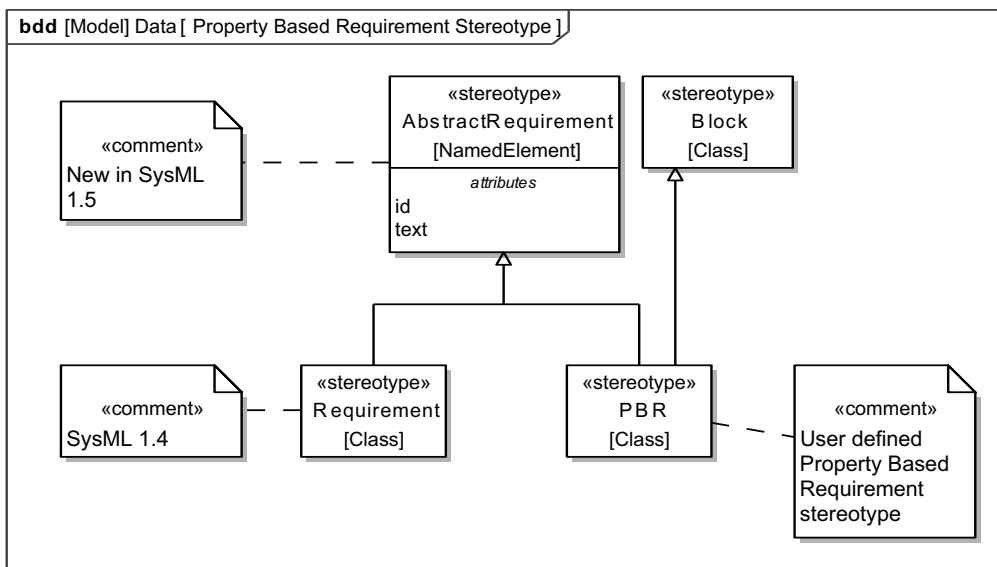 bdd [Model] Data [ Property Based Requirement Stereotype ]
«comment»
New in SysML
1.5
«stereotype»
AbstractRequirement
[NamedElement]
attributes
id
text
«stereotype»
Block
[Class]
«comment»
SysML 1.4
«stereotype»
Requirement
[Class]
«stereotype»
PBR
[Class]
«comment»
User defined
Property Based
Requirement
stereotype